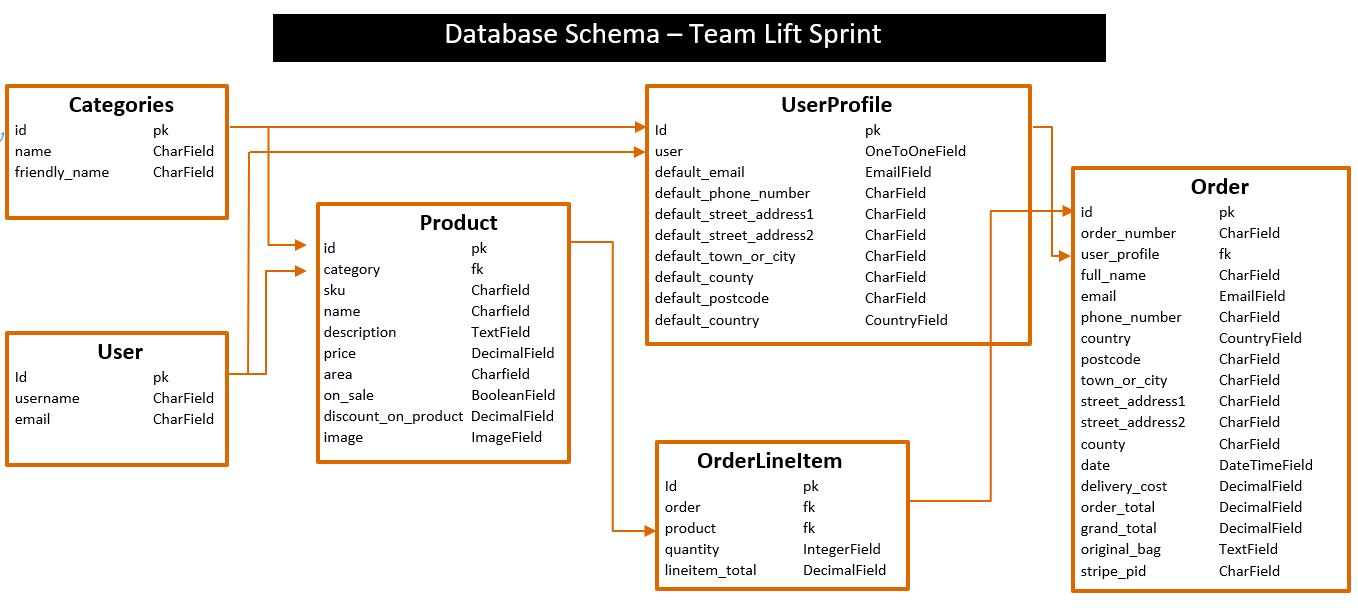 Database Schema – Team Lift Sprint
Categories
id pk
name CharField
friendly_name CharField
User
Id pk
username CharField
email CharField
Product
id pk
category fk
sku Charfield
name Charfield
description TextField
price DecimalField
area Charfield
on_sale BooleanField
discount_on_product DecimalField
image ImageField
UserProfile
Id pk
user OneToOneField
default_email EmailField
default_phone_number CharField
default_street_address1 CharField
default_street_address2 CharField
default_town_or_city CharField
default_county CharField
default_postcode CharField
default_country CountryField
OrderLineItem
Id pk
order fk
product fk
quantity IntegerField
lineitem_total DecimalField
Order
id pk
order_number CharField
user_profile fk
full_name CharField
email EmailField
phone_number CharField
country CountryField
postcode CharField
town_or_city CharField
street_address1 CharField
street_address2 CharField
county CharField
date DateTimeField
delivery_cost DecimalField
order_total DecimalField
grand_total DecimalField
original_bag TextField
stripe_pid CharField